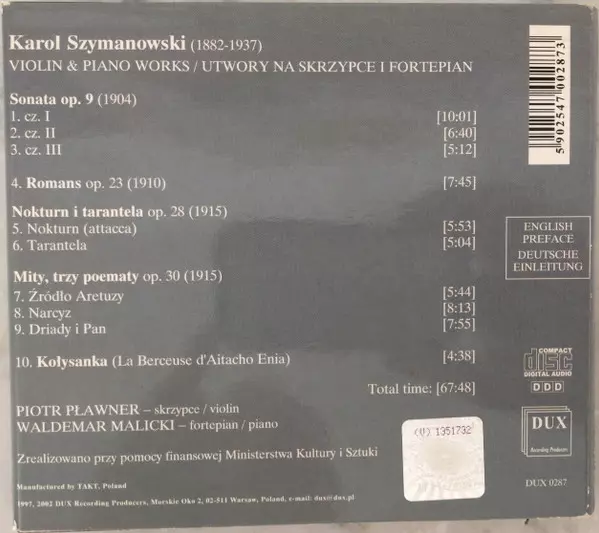 Karol Szymanowski (1882-1937)
VIOLIN & PIANO WORKS / UTWORY NA SKRZYPCE I FORTEPIAN
Sonata op. 9 (1904)
1. cz. I [10:01]
2. cz. II [6:40]
3. cz. III [5:12]
4. Romans op. 23 (1910) [7:45]
Nokturn i tarantela op. 28 (1915)
5. Nokturn (attacca) [5:53]
6. Tarantela [5:04]
Mity, trzy poematy op. 30 (1915)
7. Źródło Aretuzy [5:44]
8. Narcyz [8:13]
9. Driady i Pan [7:55]
10. Kołysanka (La Berceuse d'Aitacho Enia) [4:38]
Total time: [67:48]
PIOTR PŁAWNER – skrzypce / violin
WALDEMAR MALICKI – fortepian / piano
Zrealizowano przy pomocy finansowej Ministerstwa Kultury i Sztuki
Manufactured by TAKT, Poland
1997, 2002 DUX Recording Producers, Morskie Oko 2, 02-511 Warsaw, Poland, e-mail: dux@dux.pl
5 902547 002873
ENGLISH
PREFACE
DEUTSCHE
EINLEITUNG
COMPACT
disc
DIGITAL AUDIO
DDD
DUX
Recording Producers
DUX 0287
(U) 1351732